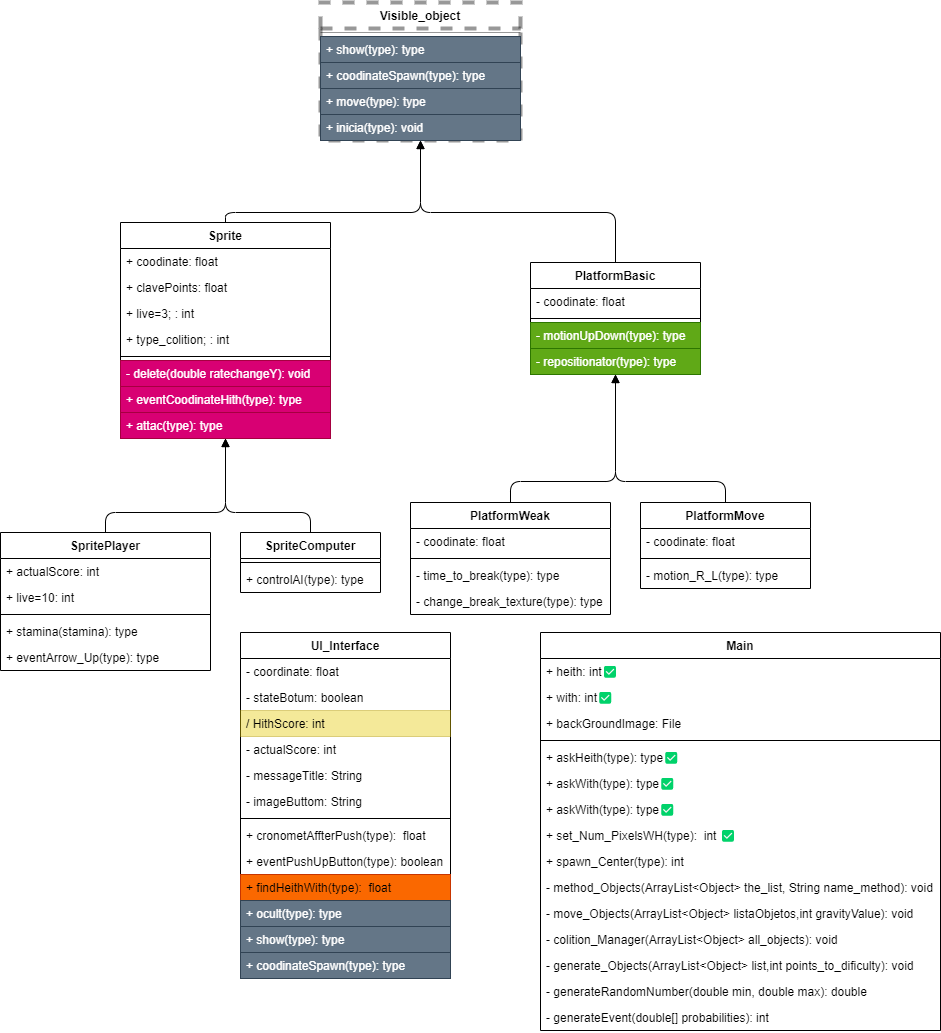 Visible_object
+ show(type): type
+ coodinateSpawn(type): type
+ move(type): type
+ inicia(type): void
Sprite
+ coodinate: float
+ clavePoints: float
+ live=3; : int
+ type_colition; : int
- delete(double ratechangeY): void
+ eventCoodinateHith(type): type
+ attac(type): type
PlatformBasic
- coodinate: float
- motionUpDown(type): type
- repositionator(type): type
SpritePlayer
+ actualScore: int
+ live=10: int
+ stamina(stamina): type
+ eventArrow_Up(type): type
SpriteComputer
+ controlAI(type): type
PlatformWeak
- coodinate: float
- time_to_break(type): type
- change_break_texture(type): type
PlatformMove
- coodinate: float
- motion_R_L(type): type
UI_Interface
- coordinate: float
- stateBotum: boolean
/ HithScore: int
- actualScore: int
- messageTitle: String
- imageButtom: String
+ cronometAffterPush(type): float
+ eventPushUpButton(type): boolean
+ findHeithWith(type): float
+ ocult(type): type
+ show(type): type
+ coodinateSpawn(type): type
Main
+ heith: int ✅
+ with: int ✅
+ backGroundImage: File
+ askHeith(type): type ✅
+ askWith(type): type ✅
+ askWith(type): type ✅
+ set_Num_PixelsWH(type): int ✅
+ spawn_Center(type): int
- method_Objects(ArrayList<Object> the_list, String name_method): void
- move_Objects(ArrayList<Object> listaObjetos,int gravityValue): void
- colition_Manager(ArrayList<Object> all_objects): void
- generate_Objects(ArrayList<Object> list,int points_to_dificulty): void
- generateRandomNumber(double min, double max): double
- generateEvent(double[] probabilities): int